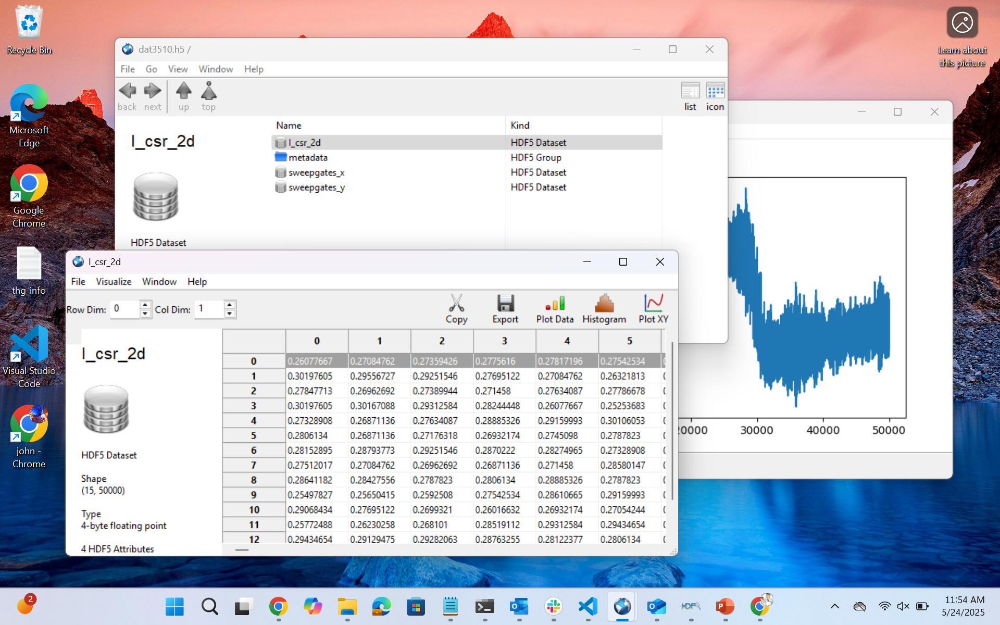 Recycle Bin
Learn about
this picture
Microsoft
Edge
Google
Chrome
thg_info
Visual Studio
Code
john -
Chrome
dat3510.h5 /
File Go View Window Help
back next up top list icon
I_csr_2d
HDF5 Dataset
Name Kind
I_csr_2d HDF5 Dataset
metadata HDF5 Group
sweepgates_x HDF5 Dataset
sweepgates_y HDF5 Dataset
20000 30000 40000 50000
I_csr_2d
File Visualize Window Help
Row Dim: 0 Col Dim: 1 Copy Export Plot Data Histogram Plot XY
I_csr_2d
HDF5 Dataset
Shape
(15, 50000)
Type
4-byte floating point
4 HDF5 Attributes
0 1 2 3 4 5
0 0.26077667 0.27084762 0.27359426 0.2775616 0.27817196 0.27542534
1 0.30197605 0.29556727 0.29251546 0.27695122 0.27084762 0.26321813
2 0.27847713 0.26962692 0.27389944 0.271458 0.27634087 0.27786678
3 0.30197605 0.30167088 0.29312584 0.28244448 0.26077667 0.25253683
4 0.27328908 0.26871136 0.27634087 0.28885326 0.29159993 0.30106053
5 0.2806134 0.26871136 0.27176318 0.26932174 0.2745098 0.2787823
6 0.28152895 0.28793773 0.29251546 0.2870222 0.28274965 0.27328908
7 0.27512017 0.27084762 0.26962692 0.26871136 0.271458 0.28580147
8 0.28641182 0.28427556 0.2787823 0.2806134 0.28885326 0.2787823
9 0.25497827 0.25650415 0.2592508 0.27542534 0.28610665 0.29159993
10 0.29068434 0.27695122 0.2699321 0.26016632 0.26932174 0.27054244
11 0.25772488 0.26230258 0.268101 0.28519112 0.29312584 0.29434654
12 0.29434654 0.29129475 0.29282063 0.28763255 0.28122377 0.2806134
2
HDF
11:54 AM
5/24/2025